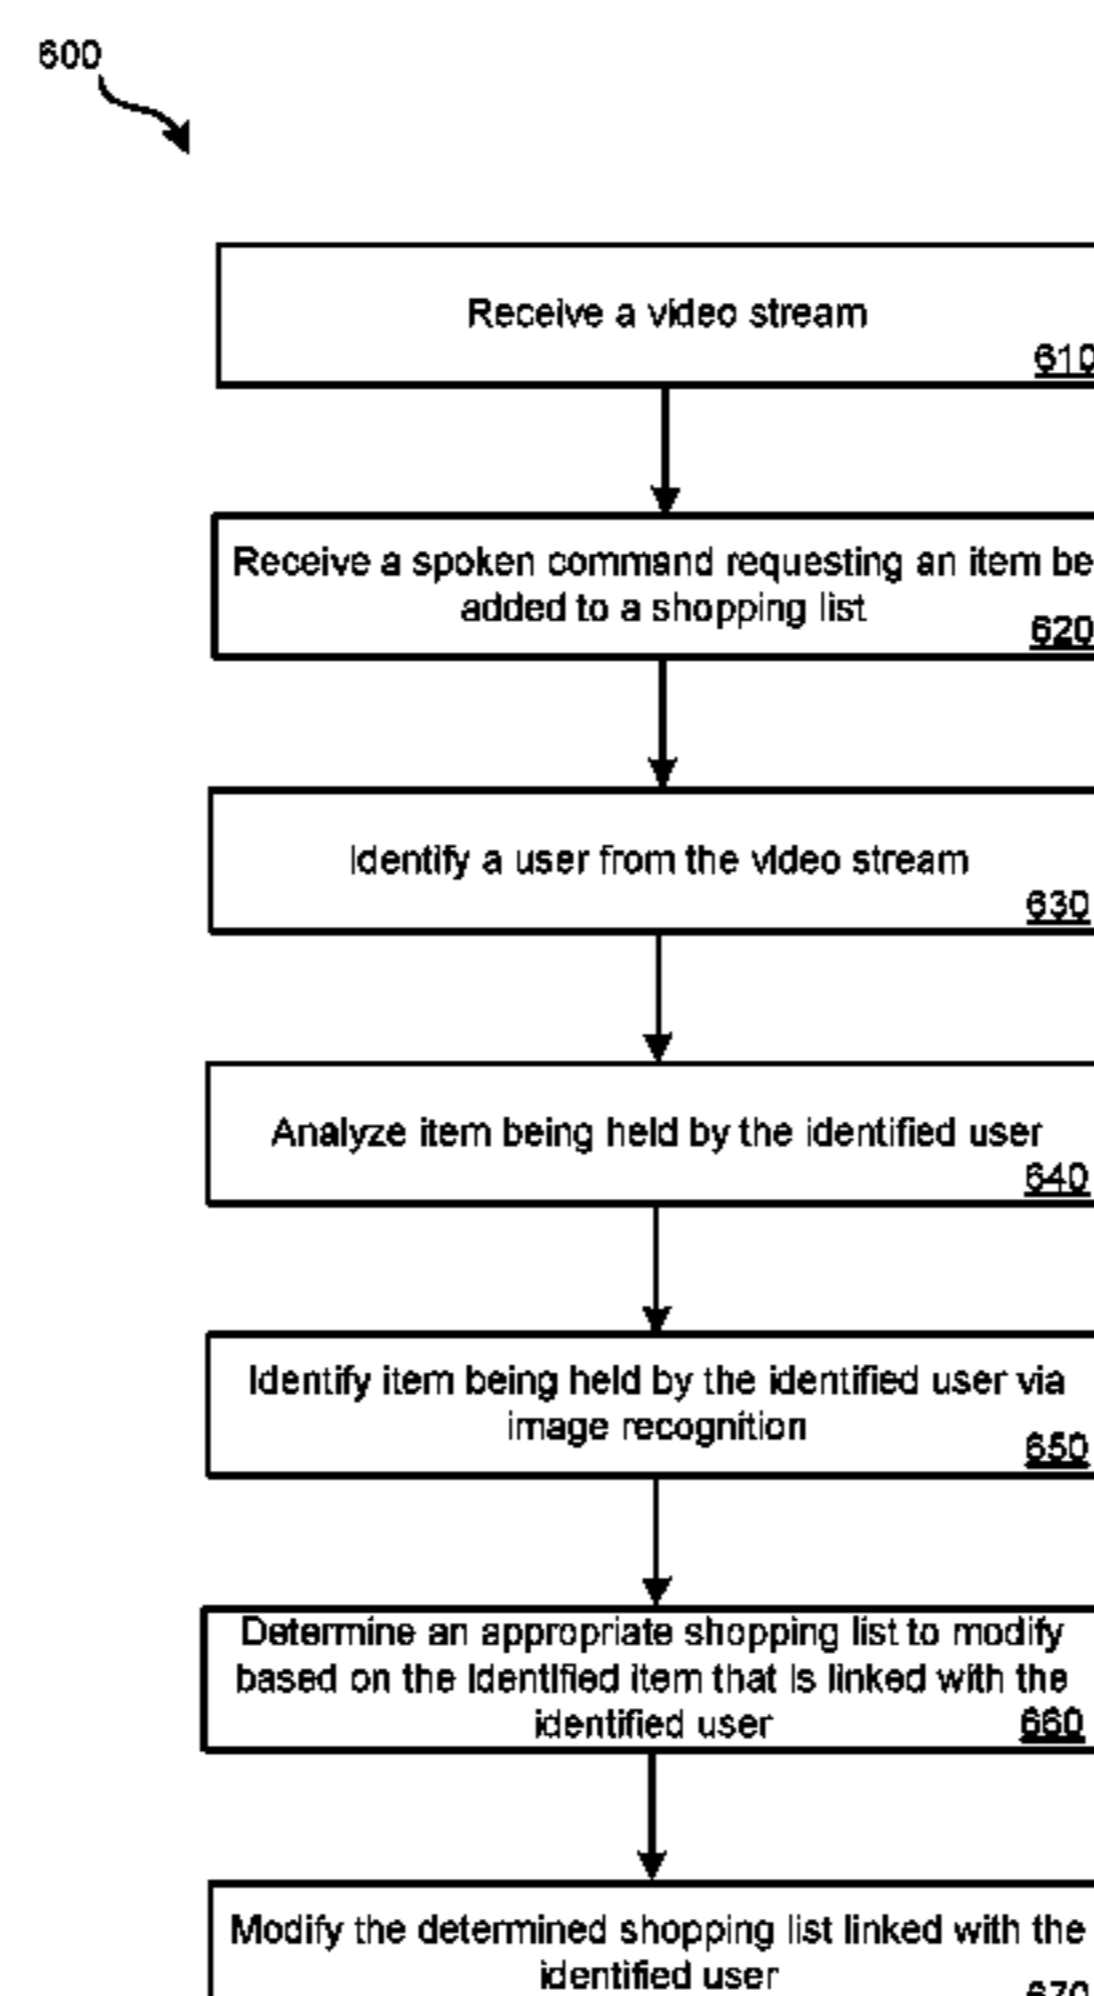 600
Receive a video stream
610
Receive a spoken command requesting an item be
added to a shopping list
620
Identify a user from the video stream
630
Analyze item being held by the identified user
640
Identify item being held by the identified user via
image recognition
650
Determine an appropriate shopping list to modify
based on the identified item that is linked with the
identified user
660
Modify the determined shopping list linked with the
identified user
670